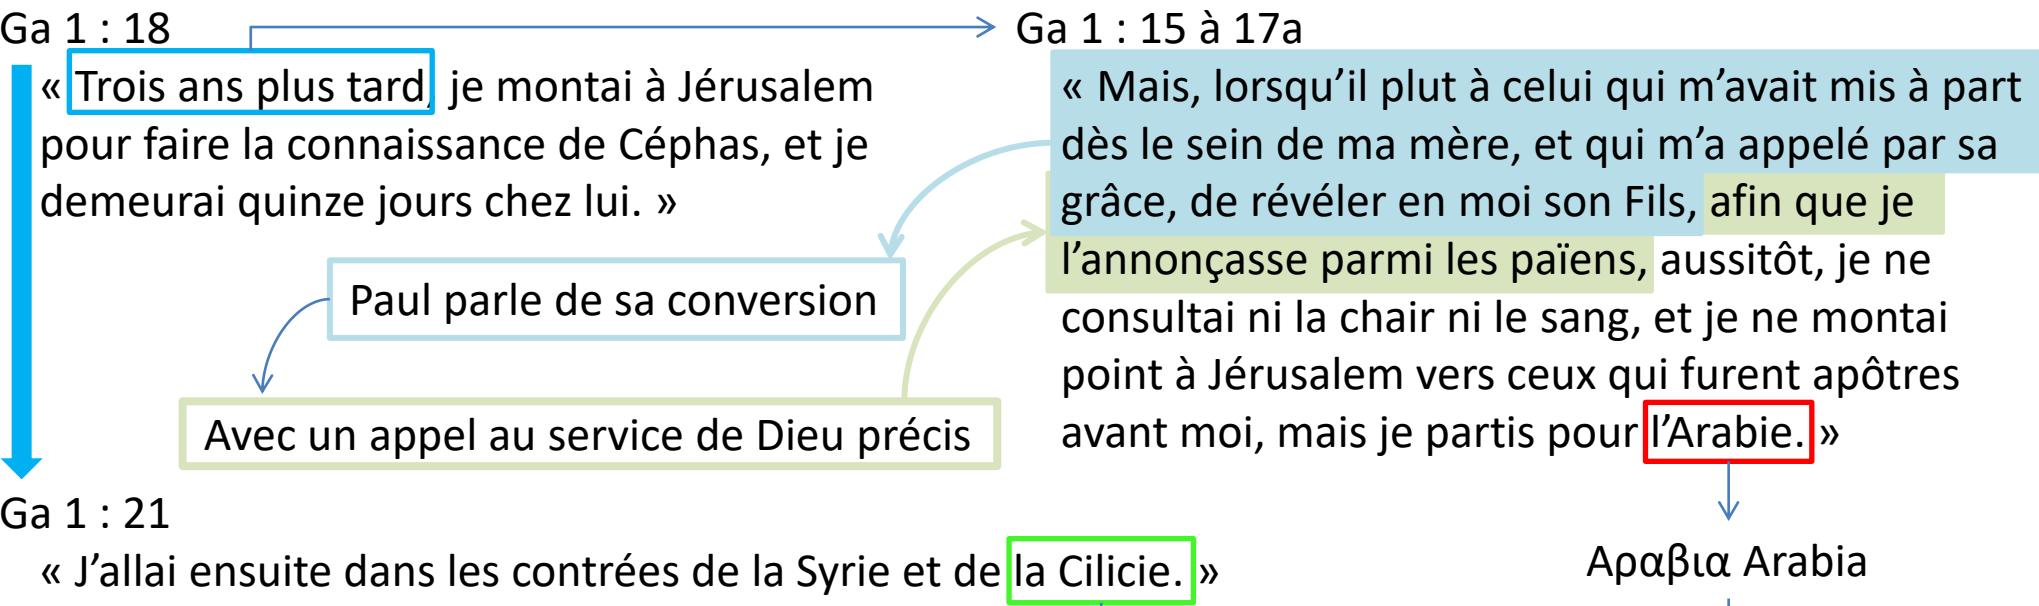 Ga 1 : 18
« Trois ans plus tard, je montai à Jérusalem
pour faire la connaissance de Céphas, et je
demeurai quinze jours chez lui. »
Ga 1 : 15 à 17a
« Mais, lorsqu’il plut à celui qui m’avait mis à part
dès le sein de ma mère, et qui m’a appelé par sa
grâce, de révéler en moi son Fils, afin que je
l’annonçasse parmi les païens, aussitôt, je ne
consultai ni la chair ni le sang, et je ne montai
point à Jérusalem vers ceux qui furent apôtres
avant moi, mais je partis pour l’Arabie. »
Paul parle de sa conversion
Avec un appel au service de Dieu précis
Ga 1 : 21
« J’allai ensuite dans les contrées de la Syrie et de la Cilicie. »
Αραβια Arabia